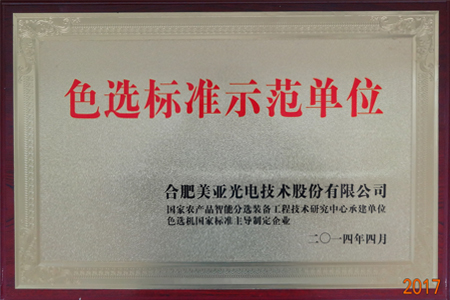 色选标准示范单位
合肥美亚光电技术股份有限公司
国家农产品智能分选装备工程技术研究中心承建单位
色选机国家标准主导制定企业
二〇一四年四月
2017